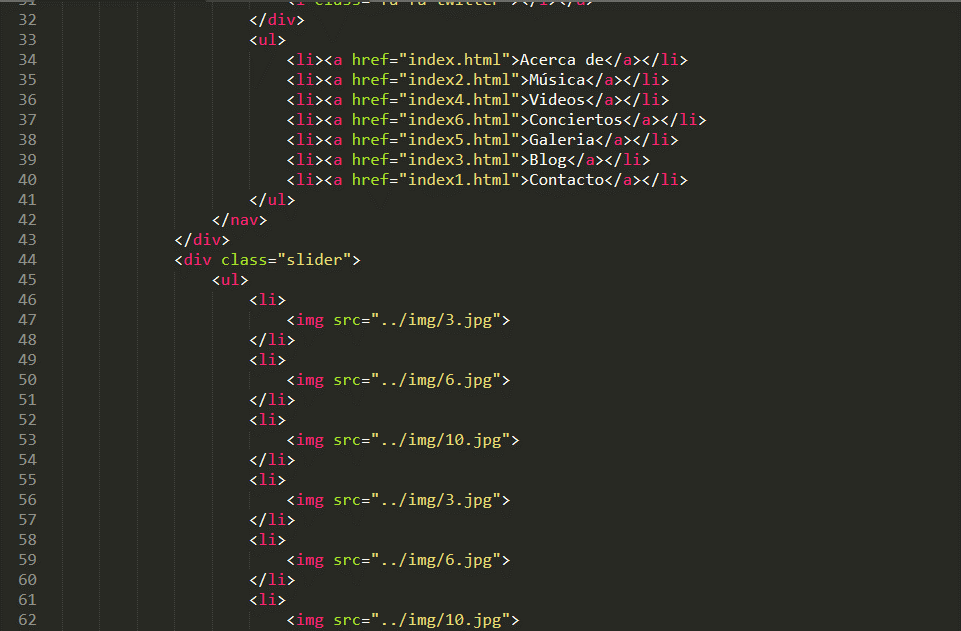 31 <i class="fa fa-twitter"></i></a>
32 </div>
33 <ul>
34 <li><a href="index.html">Acerca de</a></li>
35 <li><a href="index2.html">Música</a></li>
36 <li><a href="index4.html">Videos</a></li>
37 <li><a href="index6.html">Conciertos</a></li>
38 <li><a href="index5.html">Galeria</a></li>
39 <li><a href="index3.html">Blog</a></li>
40 <li><a href="index1.html">Contacto</a></li>
41 </ul>
42 </nav>
43 </div>
44 <div class="slider">
45 <ul>
46 <li>
47 <img src="../img/3.jpg">
48 </li>
49 <li>
50 <img src="../img/6.jpg">
51 </li>
52 <li>
53 <img src="../img/10.jpg">
54 </li>
55 <li>
56 <img src="../img/3.jpg">
57 </li>
58 <li>
59 <img src="../img/6.jpg">
60 </li>
61 <li>
62 <img src="../img/10.jpg">